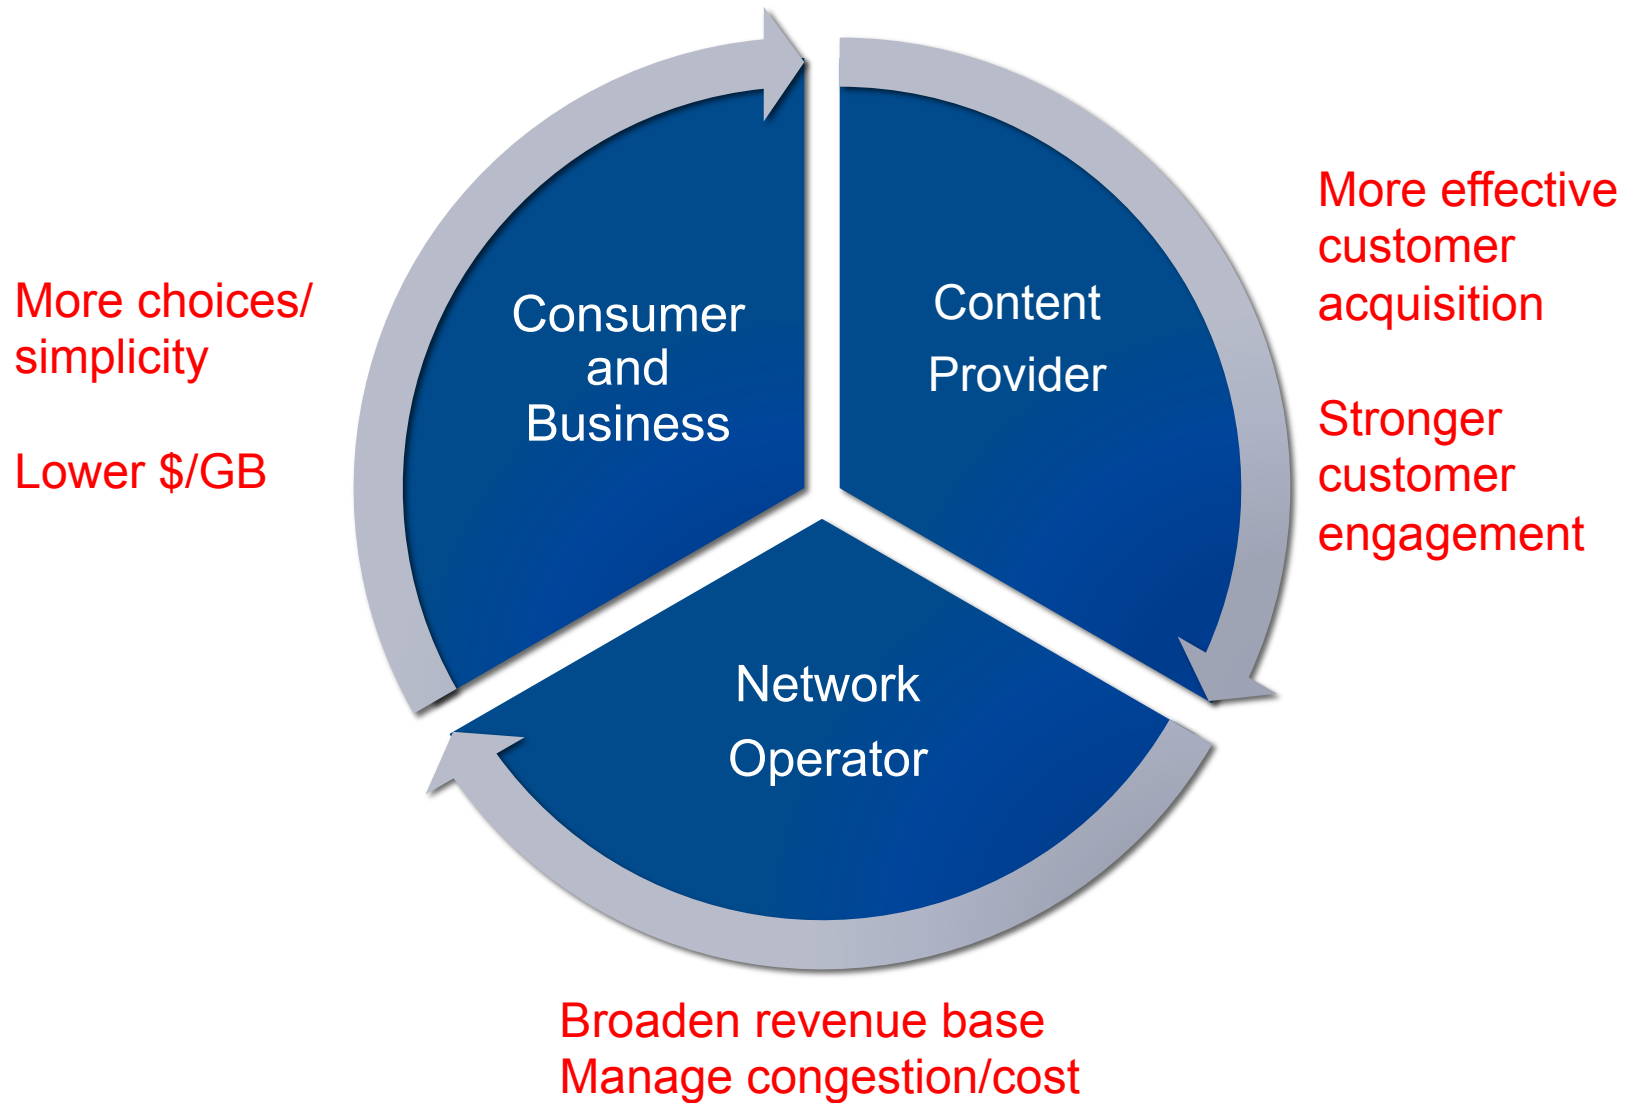 More choices/
simplicity
Lower $/GB
Consumer
and
Business
Content
Provider
More effective
customer
acquisition
Stronger
customer
engagement
Network
Operator
Broaden revenue base
Manage congestion/cost